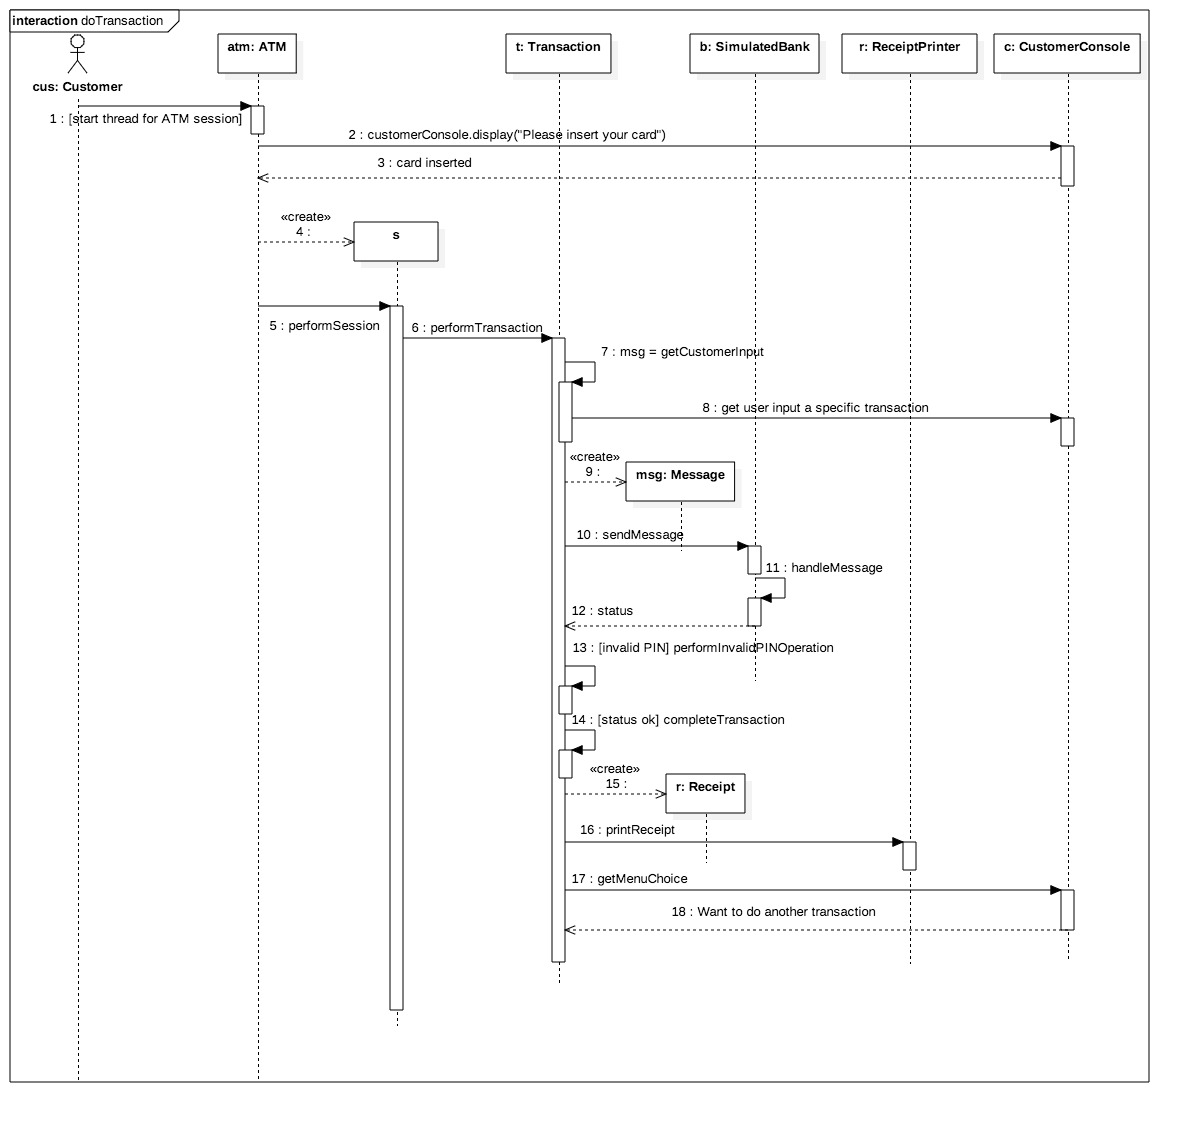 interaction doTransaction
cus: Customer
atm: ATM
t: Transaction
b: SimulatedBank
r: ReceiptPrinter
c: CustomerConsole
1 : [start thread for ATM session]
2 : customerConsole.display("Please insert your card")
3 : card inserted
«create»
4 :
s
5 : performSession
6 : performTransaction
7 : msg = getCustomerInput
8 : get user input a specific transaction
«create»
9 :
msg: Message
10 : sendMessage
11 : handleMessage
12 : status
13 : [invalid PIN] performInvalidPINOperation
14 : [status ok] completeTransaction
«create»
15 :
r: Receipt
16 : printReceipt
17 : getMenuChoice
18 : Want to do another transaction